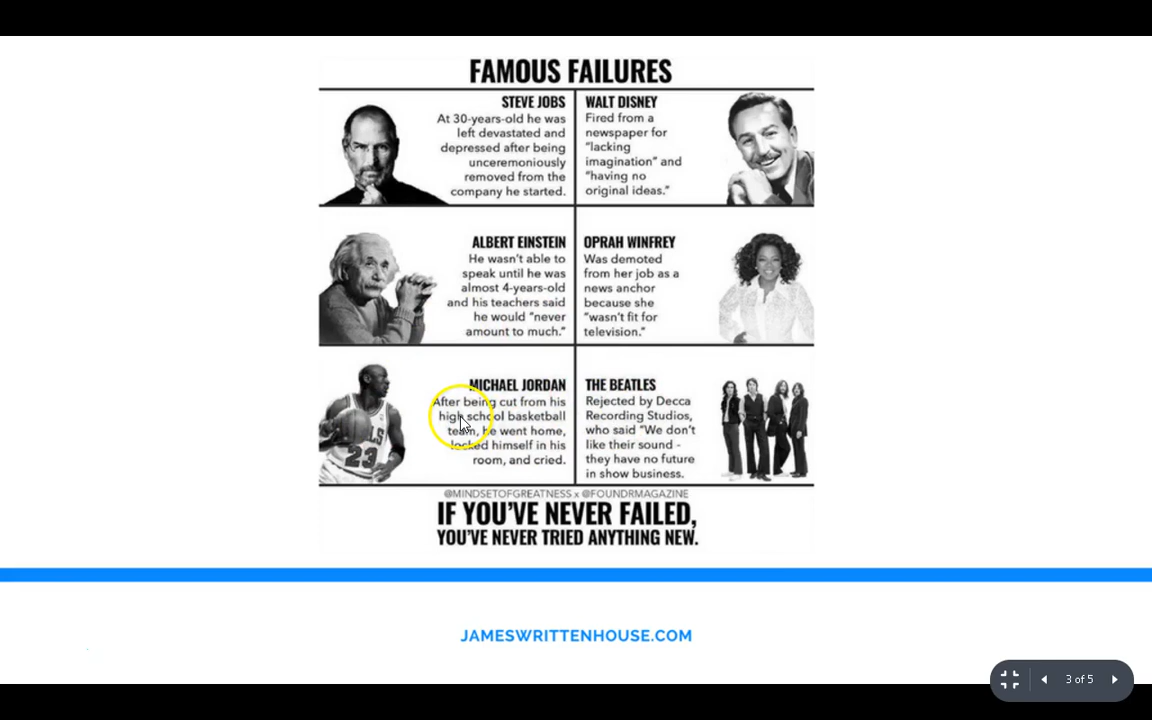 FAMOUS FAILURES
STEVE JOBS
At 30-years-old he was
left devastated and
depressed after being
unceremoniously
removed from the
company he started.
WALT DISNEY
Fired from a
newspaper for
"lacking
imagination" and
"having no
original ideas."
ALBERT EINSTEIN
He wasn't able to
speak until he was
almost 4-years-old
and his teachers said
he would "never
amount to much."
OPRAH WINFREY
Was demoted
from her job as a
news anchor
because she
"wasn't fit for
television."
MICHAEL JORDAN
After being cut from his
high school basketball
team, he went home,
locked himself in his
room, and cried.
LLS
23
THE BEATLES
Rejected by Decca
Recording Studios,
who said "We don't
like their sound -
they have no future
in show business.
@MINDSETOFGREATNESS x @FOUNDRMAGAZINE
IF YOU'VE NEVER FAILED,
YOU'VE NEVER TRIED ANYTHING NEW.
JAMESWRITTENHOUSE.COM
3 of 5